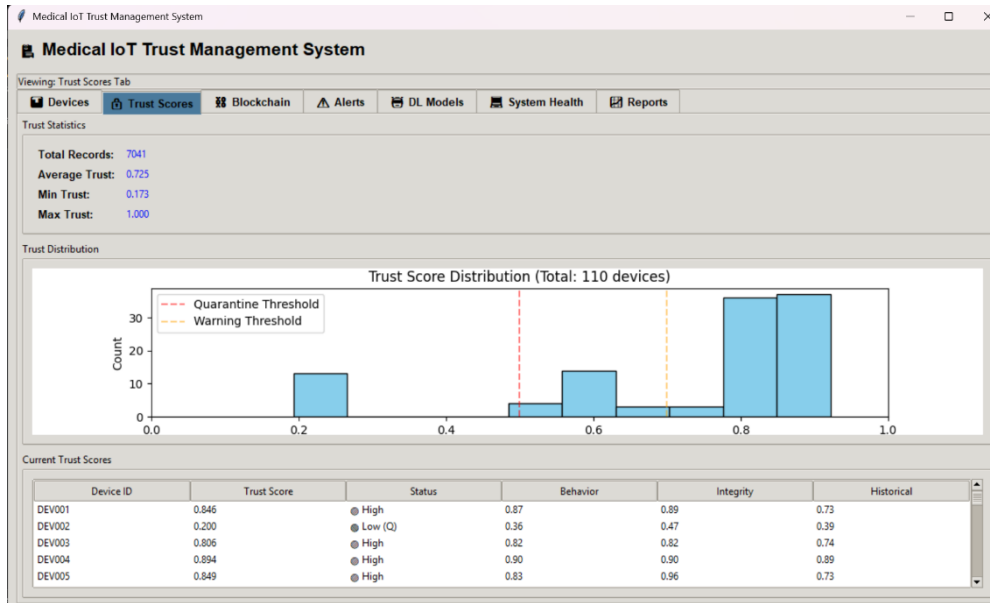 Medical IoT Trust Management System
Medical IoT Trust Management System
Viewing: Trust Scores Tab
Devices Trust Scores Blockchain Alerts DL Models System Health Reports
Trust Statistics
Total Records: 7041
Average Trust: 0.725
Min Trust: 0.173
Max Trust: 1.000
Trust Distribution
Trust Score Distribution (Total: 110 devices)
Quarantine Threshold
Warning Threshold
Count
30
20
10
0
0.0 0.2 0.4 0.6 0.8 1.0
Current Trust Scores
Device ID Trust Score Status Behavior Integrity Historical
DEV001 0.846 High 0.87 0.89 0.73
DEV002 0.200 Low (Q) 0.36 0.47 0.39
DEV003 0.806 High 0.82 0.82 0.74
DEV004 0.894 High 0.90 0.90 0.89
DEV005 0.849 High 0.83 0.96 0.73